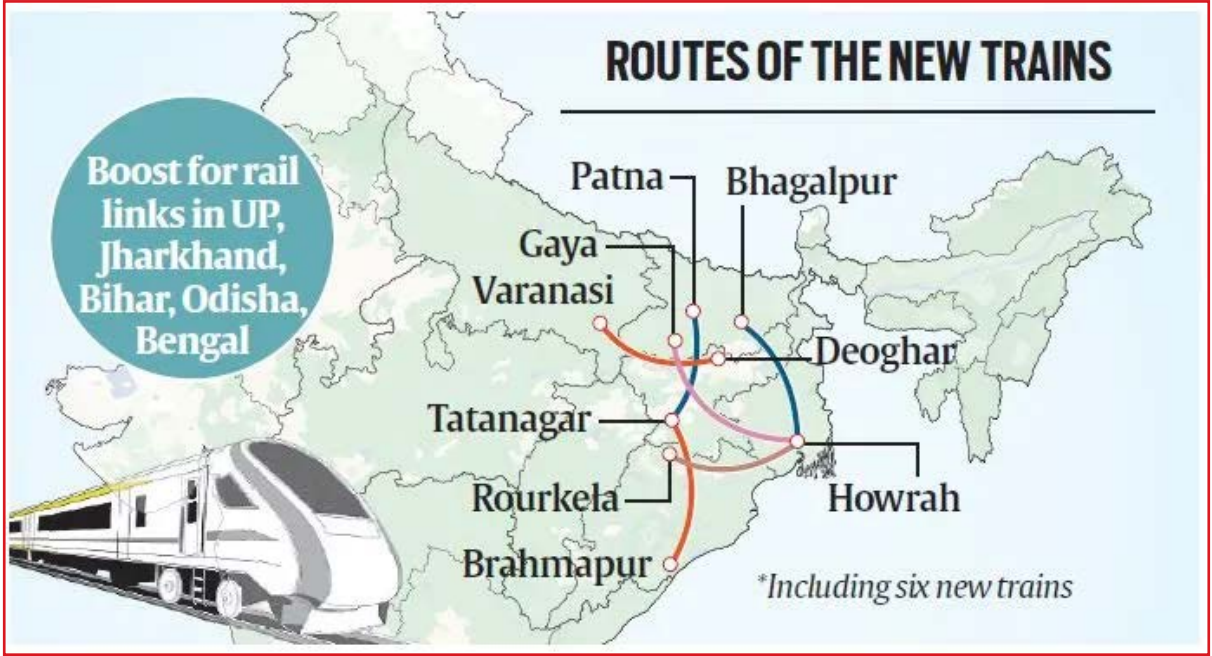 ROUTES OF THE NEW TRAINS
Boost for rail
links in UP,
Jharkhand,
Bihar, Odisha,
Bengal
Patna
Bhagalpur
Gaya
Varanasi
Deoghar
Tatanagar
Rourkela
Howrah
Brahmapur
*Including six new trains